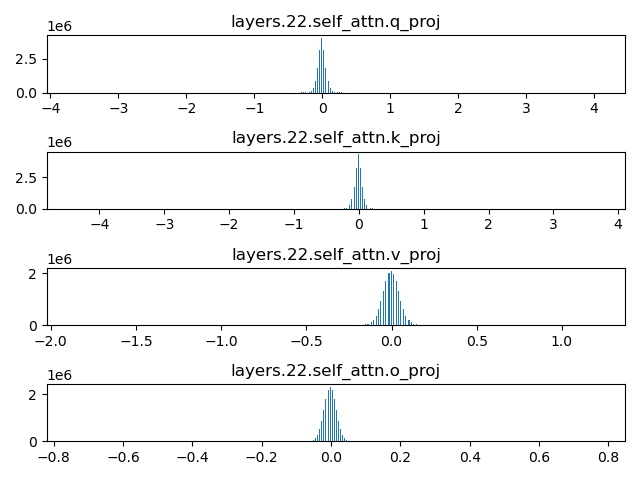 layers.22.self_attn.q_proj
1e6
2.5
0.0
−4 −3 −2 −1 0 1 2 3 4
layers.22.self_attn.k_proj
1e6
2.5
0.0
−4 −3 −2 −1 0 1 2 3 4
layers.22.self_attn.v_proj
1e6
2
0
−2.0 −1.5 −1.0 −0.5 0.0 0.5 1.0
layers.22.self_attn.o_proj
1e6
2
0
−0.8 −0.6 −0.4 −0.2 0.0 0.2 0.4 0.6 0.8